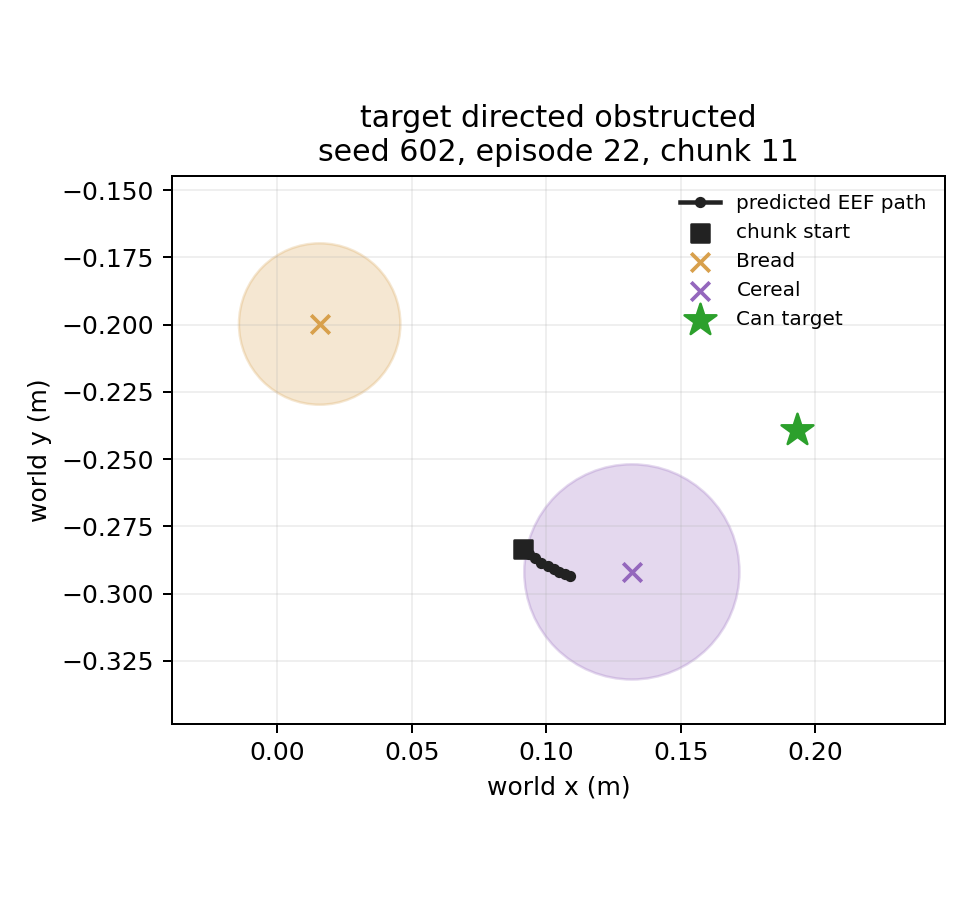 target directed obstructed
seed 602, episode 22, chunk 11
predicted EEF path
chunk start
Bread
Cereal
Can target
−0.150
−0.175
−0.200
−0.225
−0.250
−0.275
−0.300
−0.325
world y (m)
0.00
0.05
0.10
0.15
0.20
world x (m)